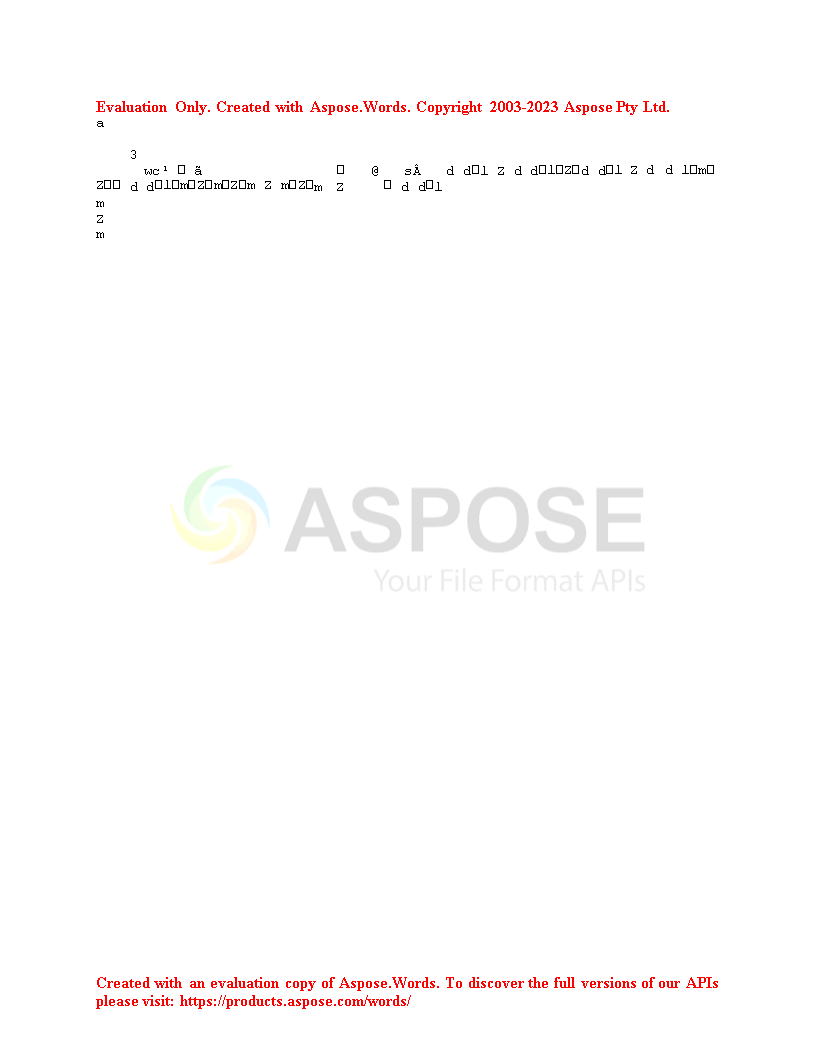 Evaluation Only. Created with Aspose.Words. Copyright 2003-2023 Aspose Pty Ltd.
a
3
wc¹ □ ã □ @ sÅ d d□l Z d d□l□Z□d d□l Z d d l□m□
Z□□ d d□l□m□Z□m□Z□m Z m□Z□m Z □ d d□l
m
Z
m
ASPOSE
Your File Format APIs
Created with an evaluation copy of Aspose.Words. To discover the full versions of our APIs
please visit: https://products.aspose.com/words/